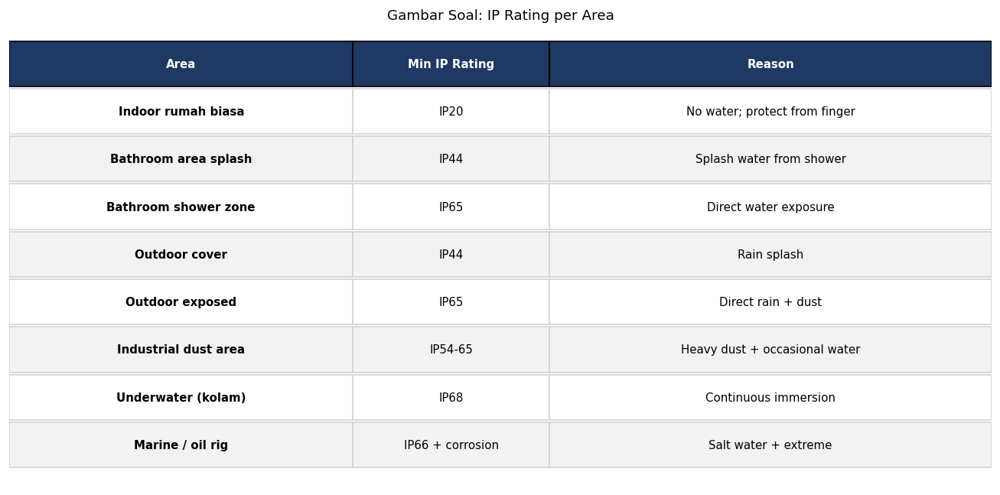 Gambar Soal: IP Rating per Area
Area Min IP Rating Reason
Indoor rumah biasa IP20 No water; protect from finger
Bathroom area splash IP44 Splash water from shower
Bathroom shower zone IP65 Direct water exposure
Outdoor cover IP44 Rain splash
Outdoor exposed IP65 Direct rain + dust
Industrial dust area IP54-65 Heavy dust + occasional water
Underwater (kolam) IP68 Continuous immersion
Marine / oil rig IP66 + corrosion Salt water + extreme